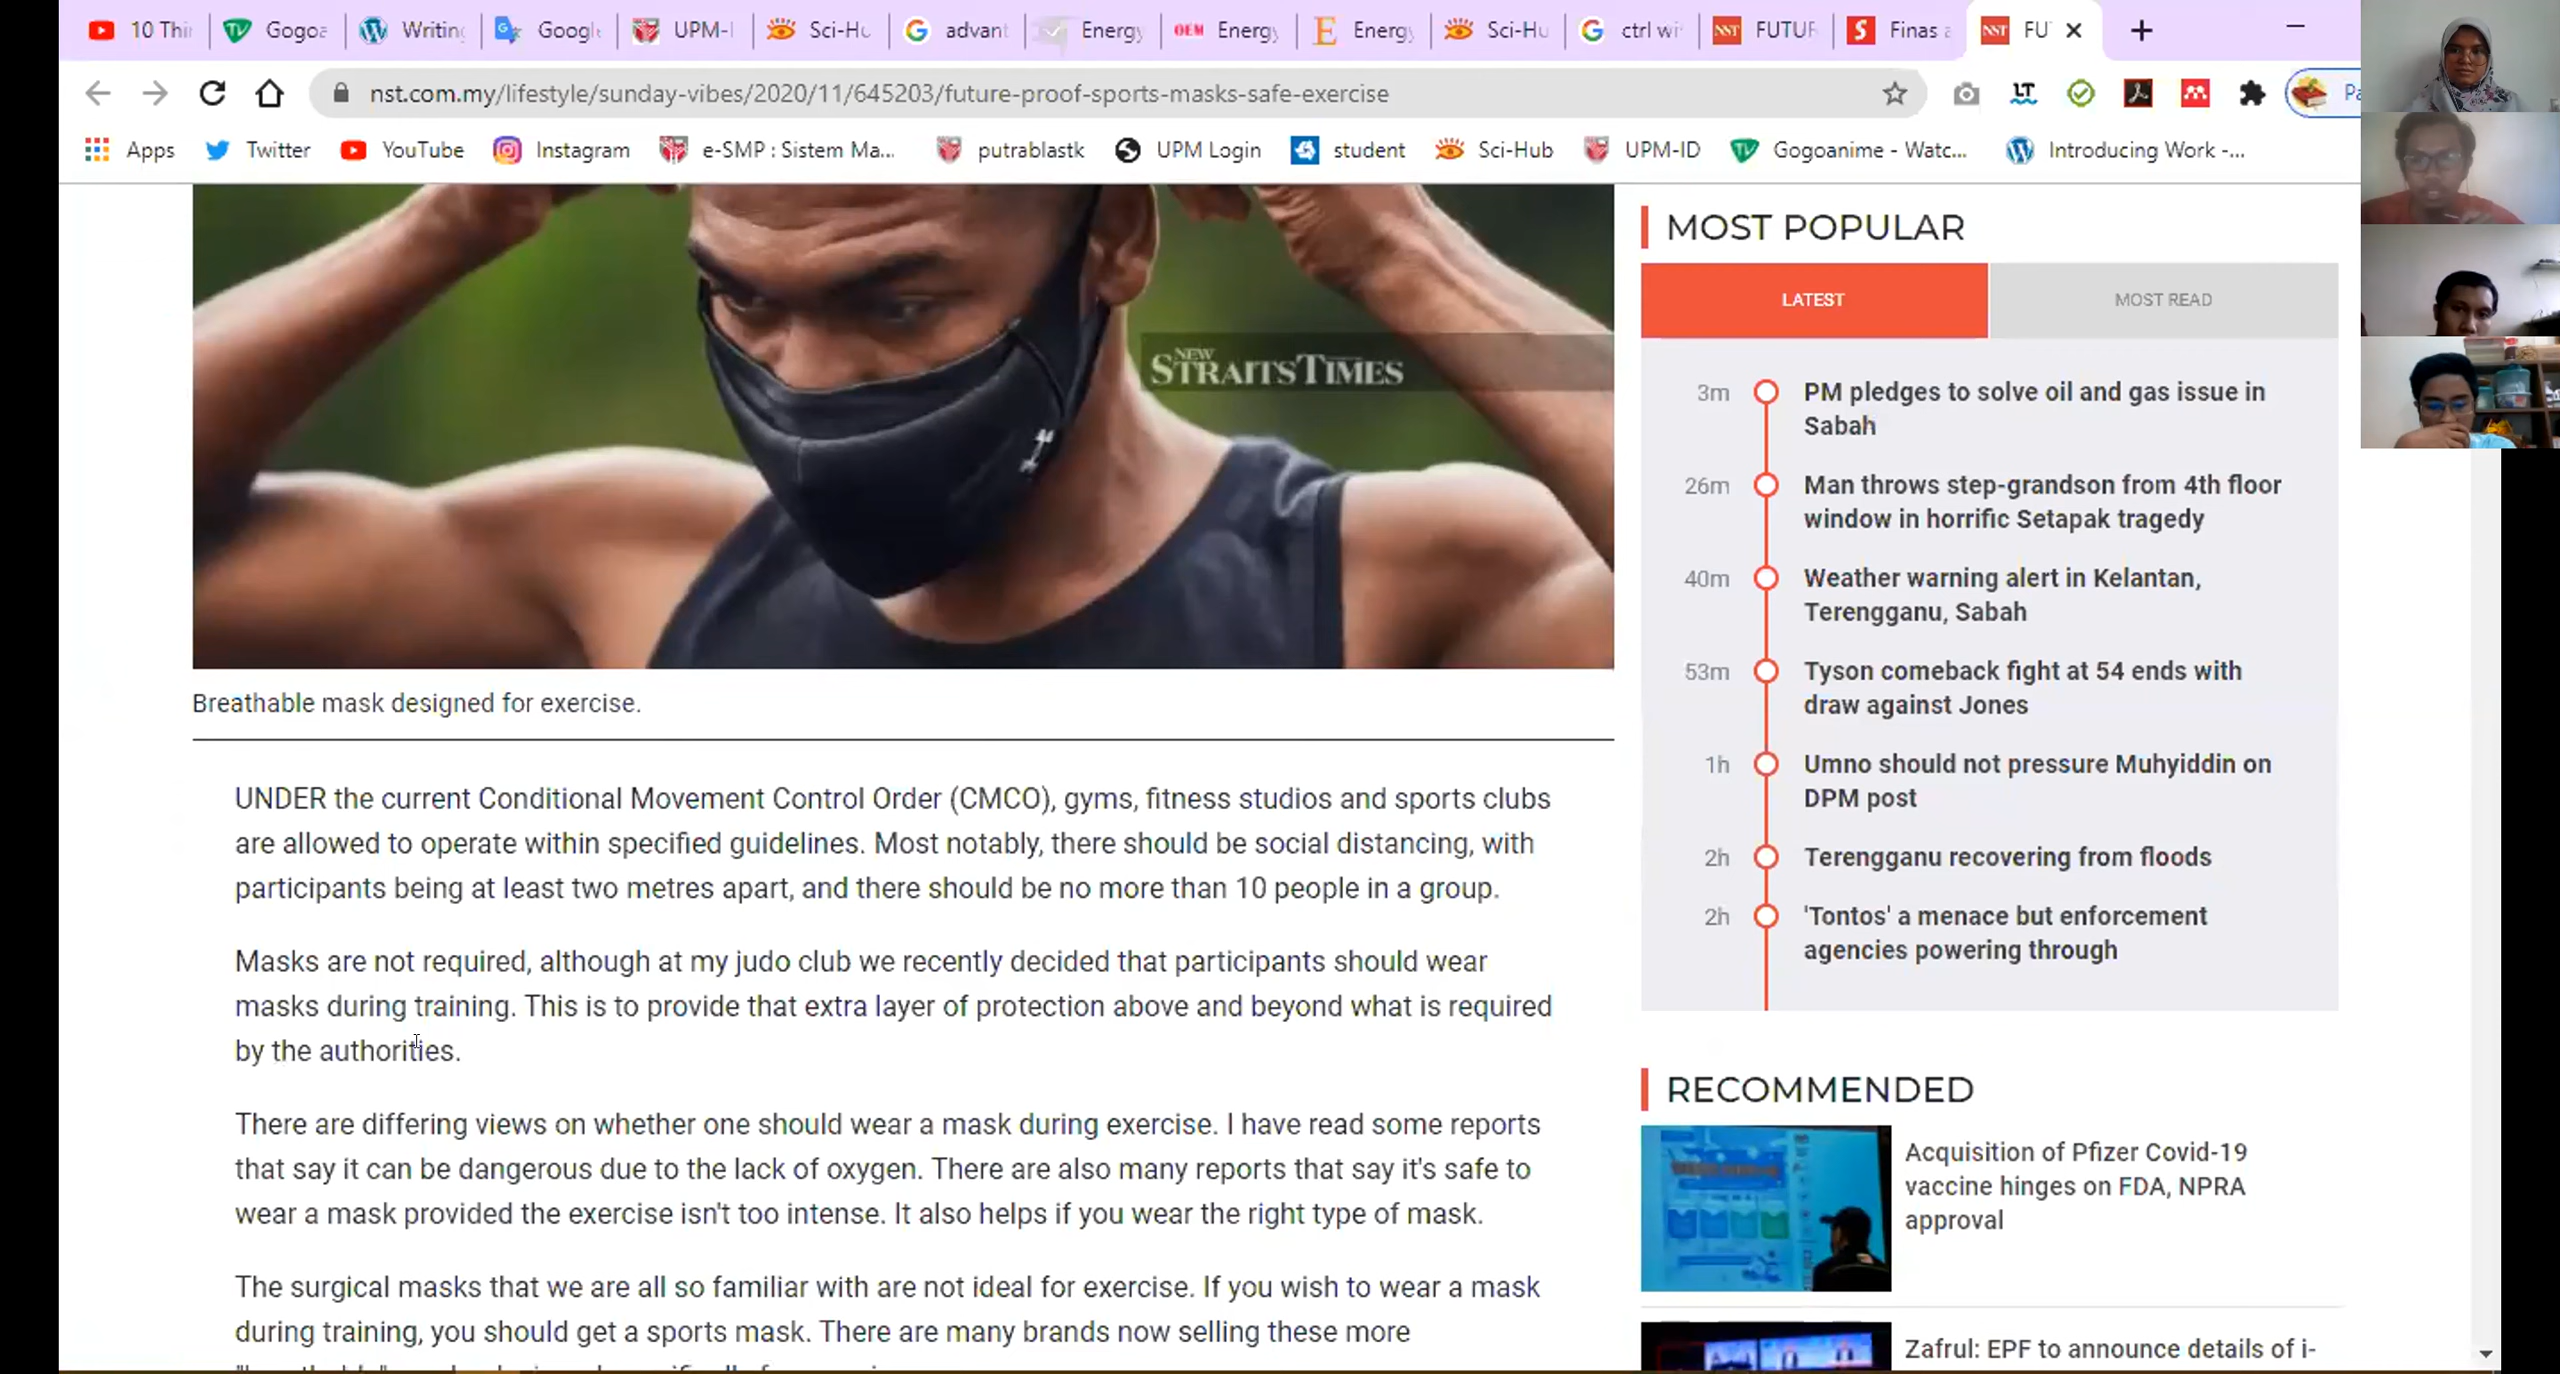 10 Thi
Gogoa
Writing
Google
UPM-I
Sci-Hu
advant
Energy
OEM Energy
E Energy
Sci-Hu
ctrl wi
NST FUTUR
S Finas a
NST FU
nst.com.my/lifestyle/sunday-vibes/2020/11/645203/future-proof-sports-masks-safe-exercise
LT
Pa
Apps Twitter YouTube Instagram e-SMP : Sistem Ma... putrablastk UPM Login student Sci-Hub UPM-ID Gogoanime - Watc... Introducing Work -...
NEW
STRAITS TIMES
Breathable mask designed for exercise.
UNDER the current Conditional Movement Control Order (CMCO), gyms, fitness studios and sports clubs
are allowed to operate within specified guidelines. Most notably, there should be social distancing, with
participants being at least two metres apart, and there should be no more than 10 people in a group.
Masks are not required, although at my judo club we recently decided that participants should wear
masks during training. This is to provide that extra layer of protection above and beyond what is required
by the authorities.
There are differing views on whether one should wear a mask during exercise. I have read some reports
that say it can be dangerous due to the lack of oxygen. There are also many reports that say it's safe to
wear a mask provided the exercise isn't too intense. It also helps if you wear the right type of mask.
The surgical masks that we are all so familiar with are not ideal for exercise. If you wish to wear a mask
during training, you should get a sports mask. There are many brands now selling these more
MOST POPULAR
LATEST MOST READ
3m PM pledges to solve oil and gas issue in
Sabah
26m Man throws step-grandson from 4th floor
window in horrific Setapak tragedy
40m Weather warning alert in Kelantan,
Terengganu, Sabah
53m Tyson comeback fight at 54 ends with
draw against Jones
1h Umno should not pressure Muhyiddin on
DPM post
2h Terengganu recovering from floods
2h 'Tontos' a menace but enforcement
agencies powering through
RECOMMENDED
Acquisition of Pfizer Covid-19
vaccine hinges on FDA, NPRA
approval
Zafrul: EPF to announce details of i-